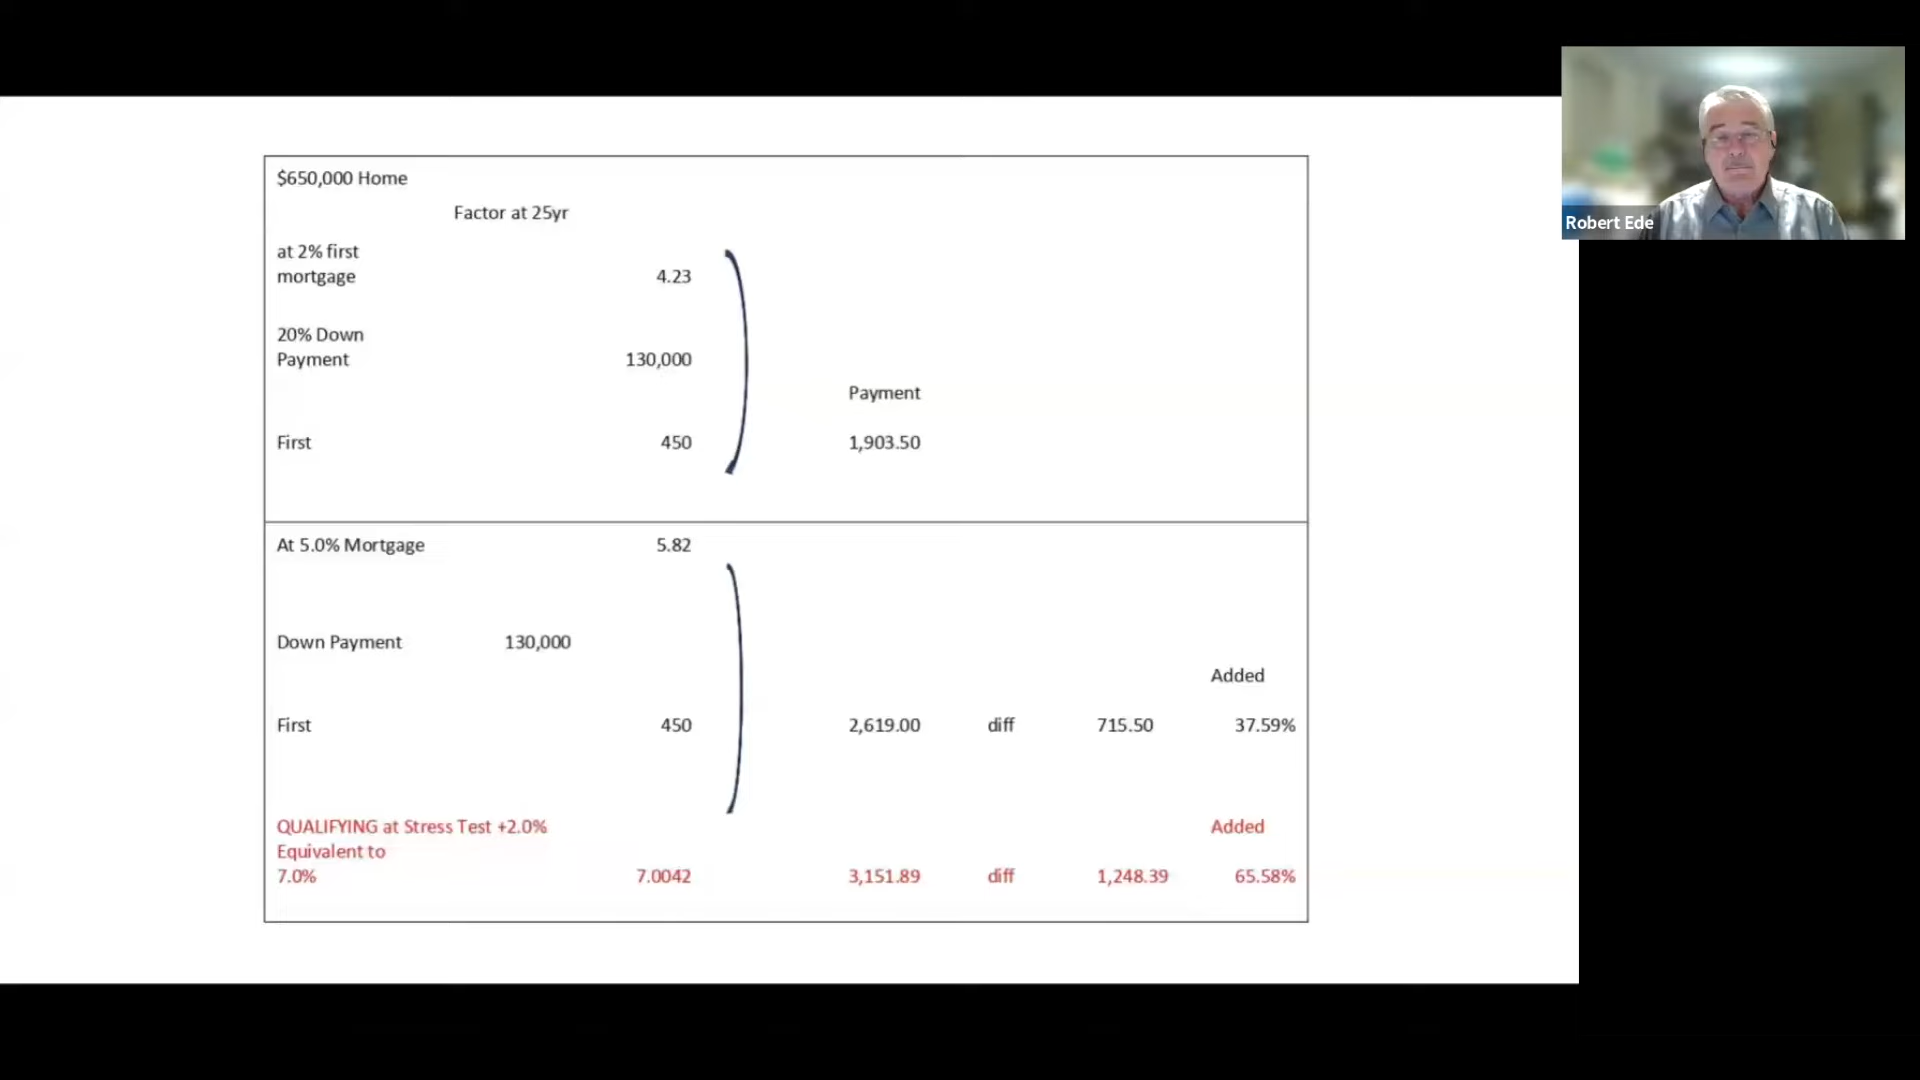 $650,000 Home
Factor at 25yr
at 2% first
mortgage 4.23
20% Down
Payment 130,000
Payment
First 450 1,903.50
At 5.0% Mortgage 5.82
Down Payment 130,000
Added
First 450 2,619.00 diff 715.50 37.59%
QUALIFYING at Stress Test +2.0% Added
Equivalent to
7.0% 7.0042 3,151.89 diff 1,248.39 65.58%
Robert Ede